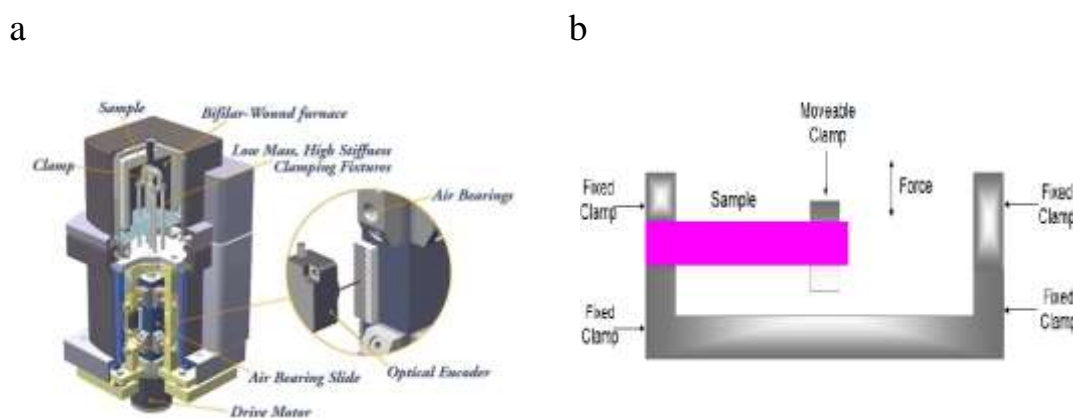 a
b
Sample
Bifilar-Wound furnace
Low Mass, High Stiffness
Clamping Fixtures
Clamp
Air Bearings
Optical Encoder
Air Bearing Slide
Drive Motor
Moveable
Clamp
Fixed
Clamp
Sample
Force
Fixed
Clamp
Fixed
Clamp
Fixed
Clamp